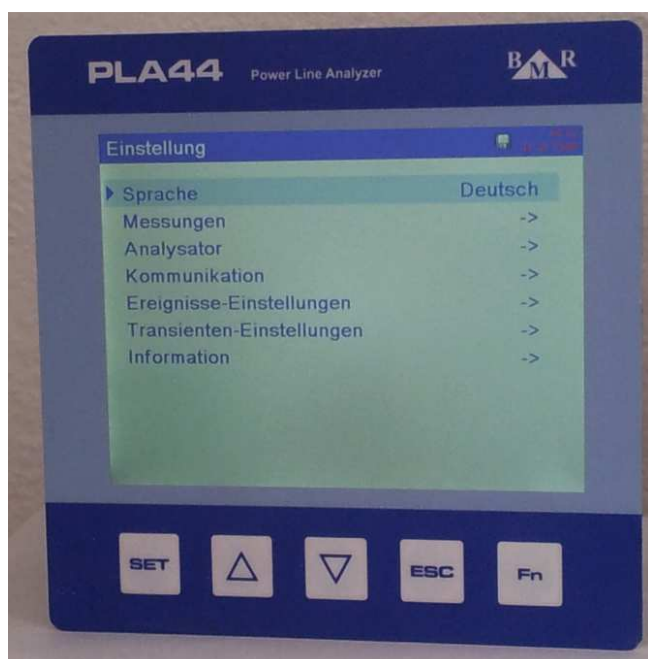 PLA44 Power Line Analyzer BMR
Einstellung
Sprache Deutsch
Messungen ->
Analysator ->
Kommunikation ->
Ereignisse-Einstellungen ->
Transienten-Einstellungen ->
Information ->
SET ESC Fn